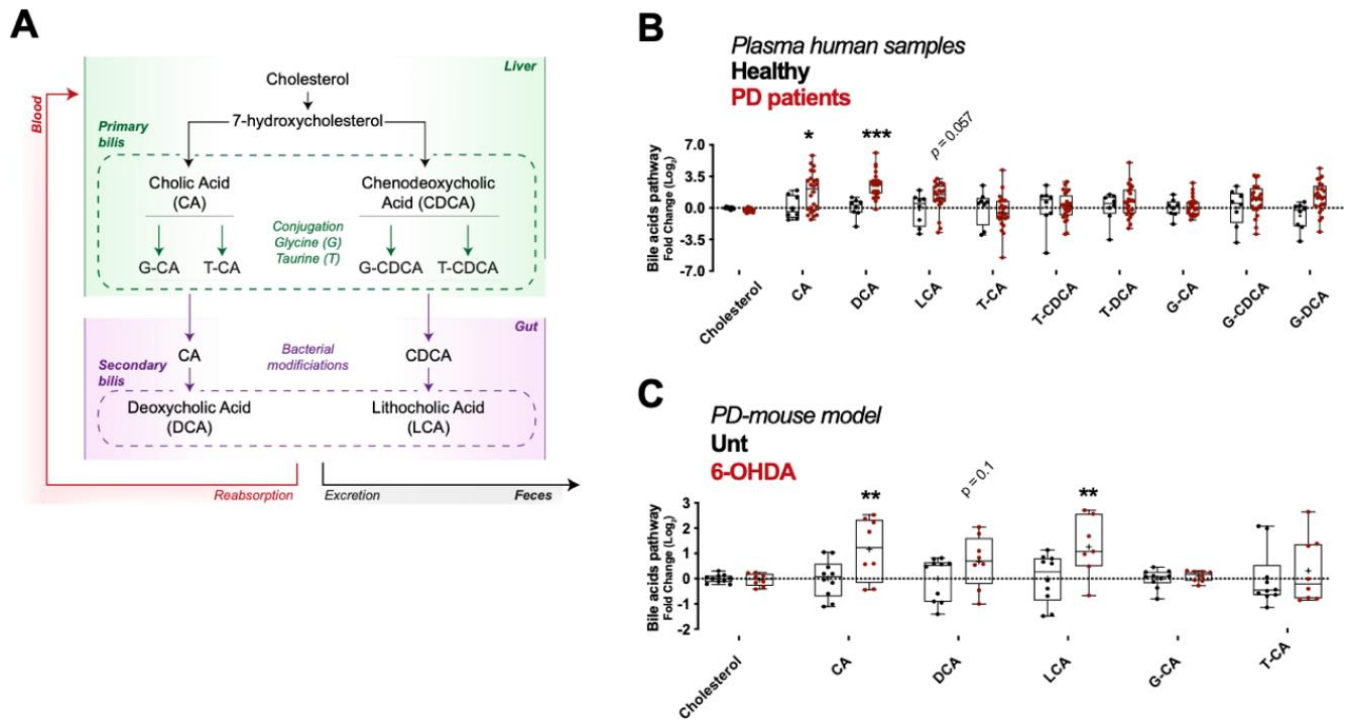 A
Blood
Liver
Cholesterol
7-hydroxycholesterol
Primary
bilis
Cholic Acid
(CA)
Chenodeoxycholic
Acid (CDCA)
Conjugation
Glycine (G)
Taurine (T)
G-CA
T-CA
G-CDCA
T-CDCA
Gut
CA
Bacterial
modificiations
CDCA
Secondary
bilis
Deoxycholic Acid
(DCA)
Lithocholic Acid
(LCA)
Reabsorption
Excretion
Feces
B
Plasma human samples
Healthy
PD patients
Bile acids pathway
Fold Change (Log2)
7.0
3.5
0.0
-3.5
-7.0
*
***
p = 0.057
Cholesterol
CA
DCA
LCA
T-CA
T-CDCA
T-DCA
G-CA
G-CDCA
G-DCA
C
PD-mouse model
Unt
6-OHDA
Bile acids pathway
Fold Change (Log2)
3
2
1
0
-1
-2
**
p = 0.1
**
Cholesterol
CA
DCA
LCA
G-CA
T-CA